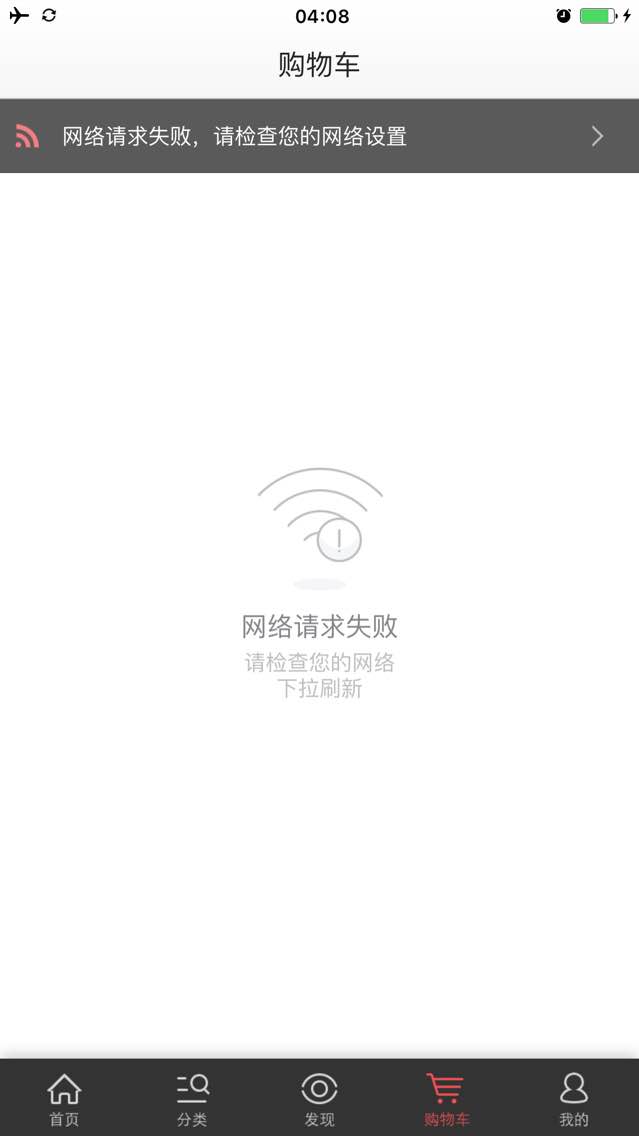 04:08
购物车
网络请求失败，请检查您的网络设置
网络请求失败
请检查您的网络
下拉刷新
首页
分类
发现
购物车
我的